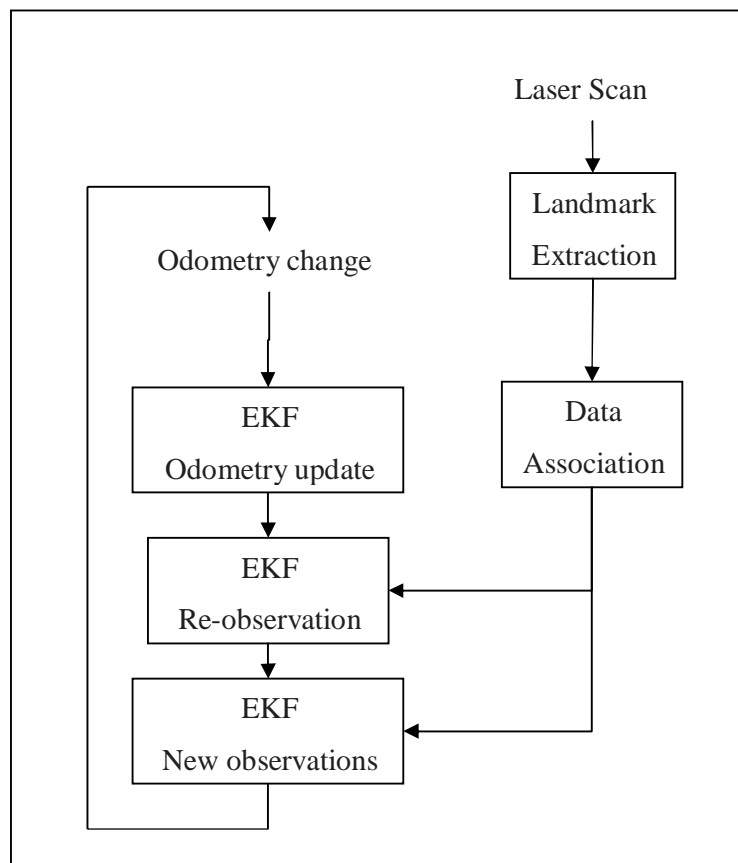 Laser Scan
Landmark
Extraction
Odometry change
EKF
Odometry update
Data
Association
EKF
Re-observation
EKF
New observations